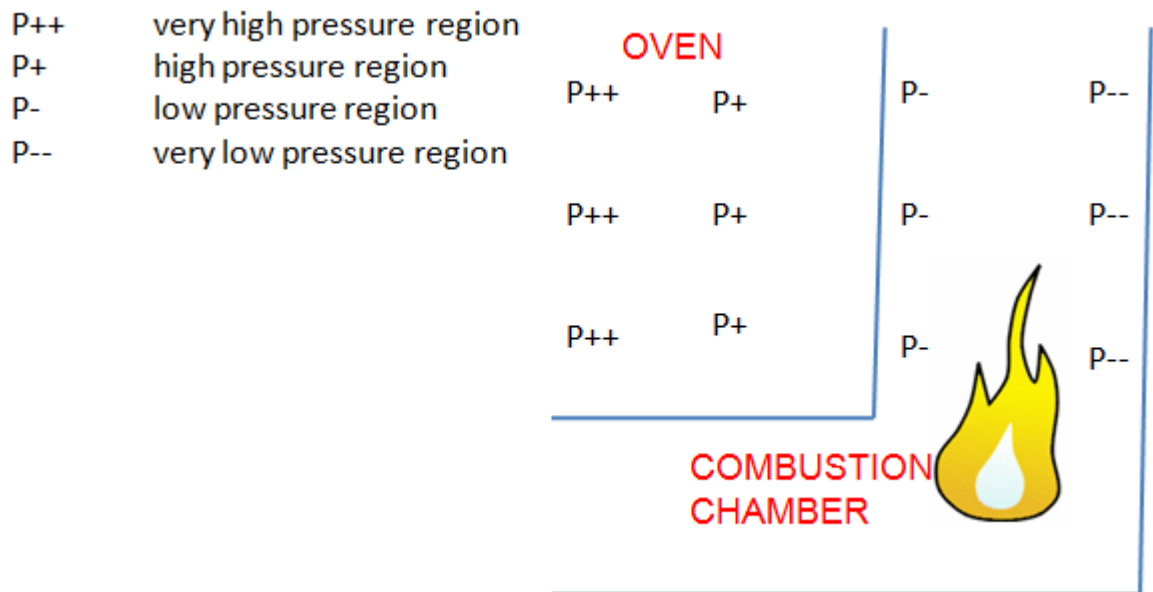 P++ very high pressure region
P+ high pressure region
P- low pressure region
P-- very low pressure region
OVEN
P++ P+ P- P--
P++ P+ P- P--
P++ P+ P- P--
COMBUSTION
CHAMBER